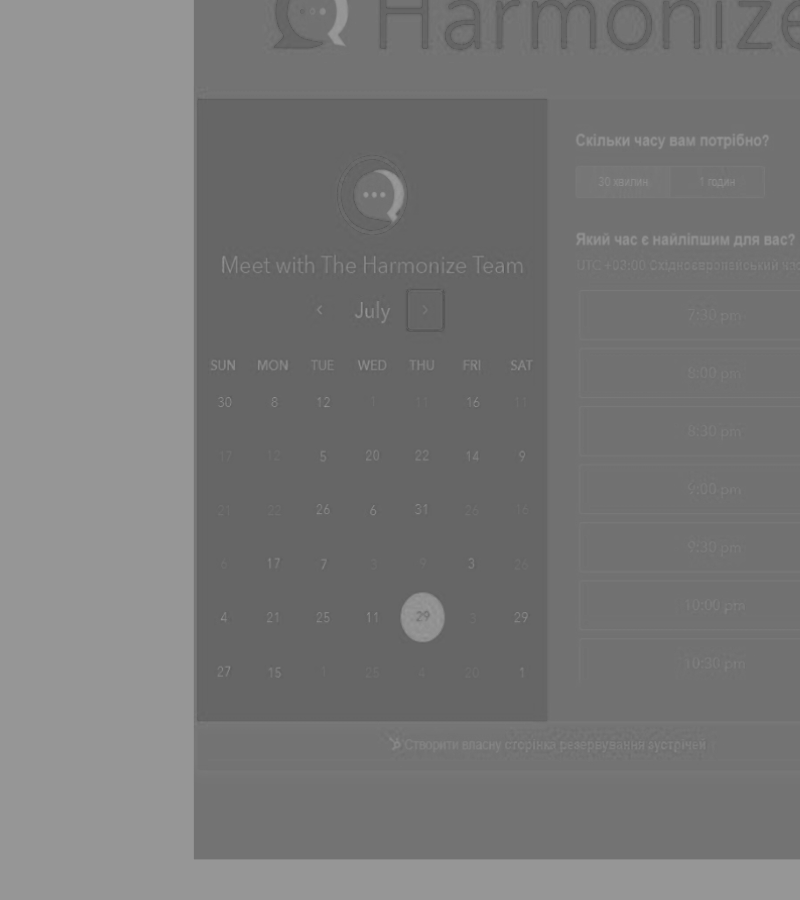 Harmonize
Meet with The Harmonize Team
July
SUN MON TUE WED THU FRI SAT
30 8 12 1 11 16 11
17 12 5 20 22 14 9
21 22 26 6 31 26 16
17 7 3 9 3 26
4 21 25 11 29 29
27 15 1 25 4 20 1
Скільки часу вам потрібно?
30 хвилин 1 годин
Який час є найліпшим для вас?
UTC +03:00 Східноєвропейський
7:30 pm
8:00 pm
8:30 pm
9:00 pm
9:30 pm
10:00 pm
10:30 pm
Створити власну сторінка резервування зустрічей